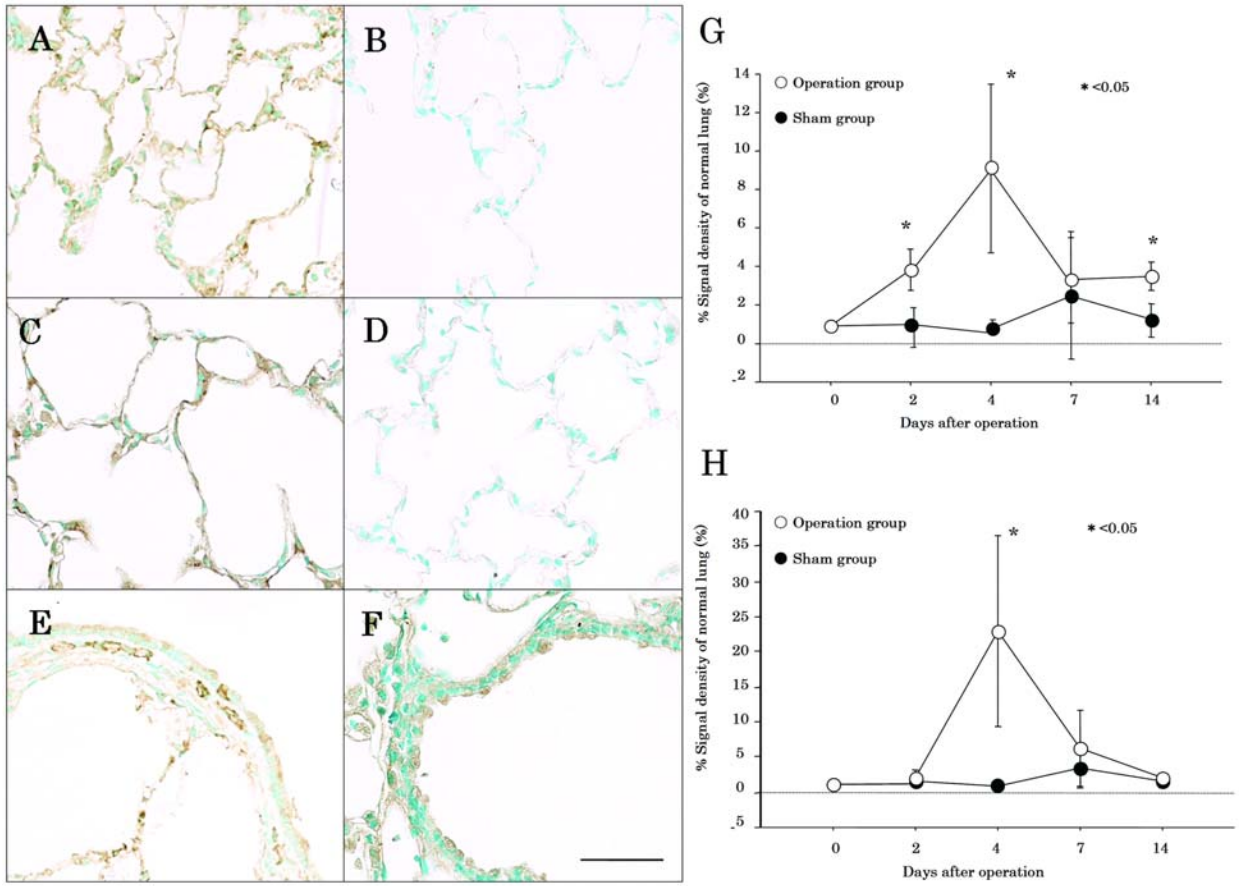 A
B
C
D
E
F
G
14
12
10
8
6
4
2
0
-2
% Signal density of normal lung (%)
Operation group
Sham group
* <0.05
*
*
*
0 2 4 7 14
Days after operation
H
40
35
30
25
20
15
10
5
0
-5
% Signal density of normal lung (%)
Operation group
Sham group
* <0.05
*
0 2 4 7 14
Days after operation